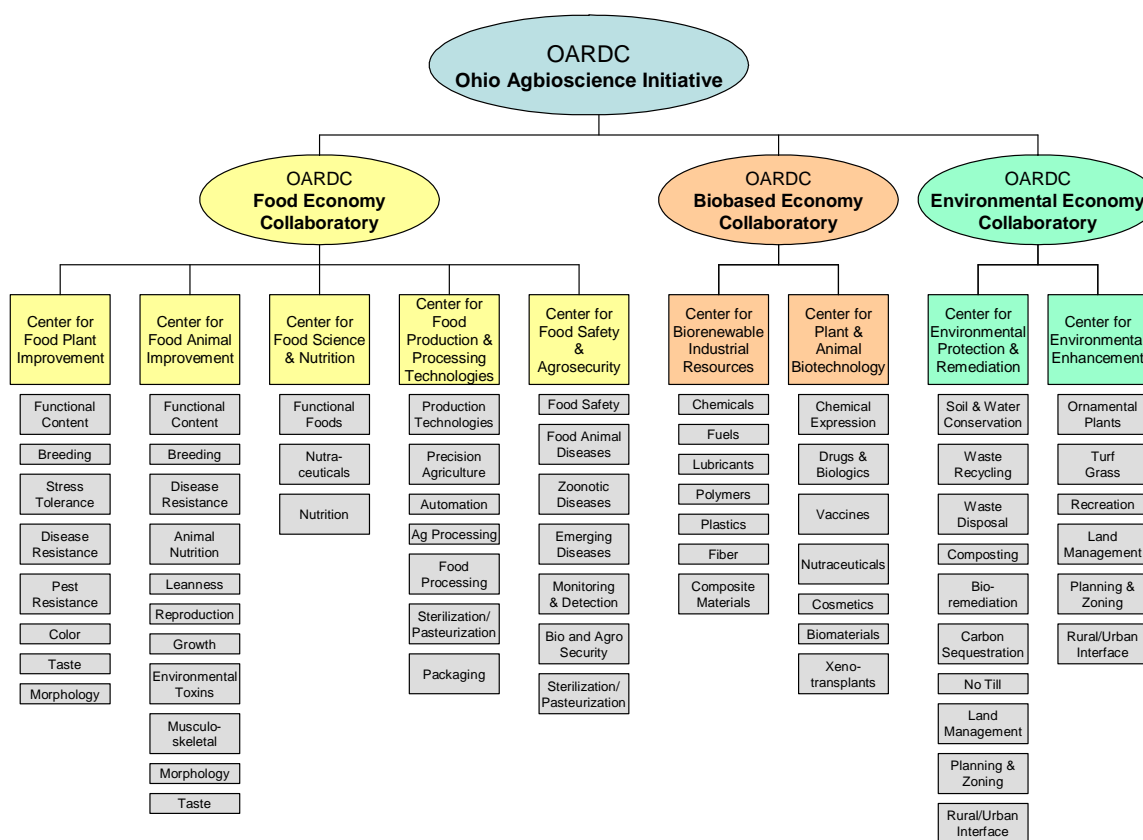 OARDC
Ohio Agbioscience Initiative
OARDC
Food Economy
Collaboratory
OARDC
Biobased Economy
Collaboratory
OARDC
Environmental Economy
Collaboratory
Center for
Food Plant
Improvement
Center for
Food Animal
Improvement
Center for
Food Science
& Nutrition
Center for
Food
Production &
Processing
Technologies
Center for
Food Safety
&
Agrosecurity
Center for
Biorenewable
Industrial
Resources
Center for
Plant &
Animal
Biotechnology
Center for
Environmental
Protection &
Remediation
Center for
Environmental
Enhancement
Functional
Content
Breeding
Stress
Tolerance
Disease
Resistance
Pest
Resistance
Color
Taste
Morphology
Functional
Content
Breeding
Disease
Resistance
Animal
Nutrition
Leanness
Reproduction
Growth
Environmental
Toxins
Musculo-
skeletal
Morphology
Taste
Functional
Foods
Nutra-
ceuticals
Nutrition
Production
Technologies
Precision
Agriculture
Automation
Ag Processing
Food
Processing
Sterilization/
Pasteurization
Packaging
Food Safety
Food Animal
Diseases
Zoonotic
Diseases
Emerging
Diseases
Monitoring
& Detection
Bio and Agro
Security
Sterilization/
Pasteurization
Chemicals
Fuels
Lubricants
Polymers
Plastics
Fiber
Composite
Materials
Chemical
Expression
Drugs &
Biologics
Vaccines
Nutraceuticals
Cosmetics
Biomaterials
Xeno-
transplants
Soil & Water
Conservation
Waste
Recycling
Waste
Disposal
Composting
Bio-
remediation
Carbon
Sequestration
No Till
Land
Management
Planning &
Zoning
Rural/Urban
Interface
Ornamental
Plants
Turf
Grass
Recreation
Land
Management
Planning &
Zoning
Rural/Urban
Interface